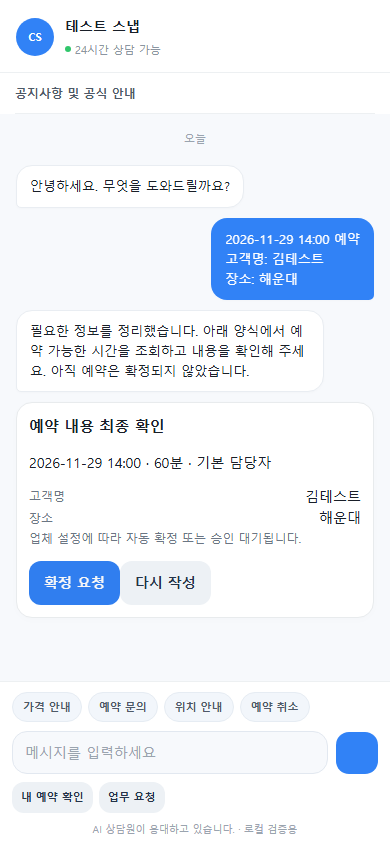 CS
테스트 스냅
24시간 상담 가능
공지사항 및 공식 안내
오늘
안녕하세요. 무엇을 도와드릴까요?
2026-11-29 14:00 예약
고객명: 김테스트
장소: 해운대
필요한 정보를 정리했습니다. 아래 양식에서 예
약 가능한 시간을 조회하고 내용을 확인해 주세
요. 아직 예약은 확정되지 않았습니다.
예약 내용 최종 확인
2026-11-29 14:00 · 60분 · 기본 담당자
고객명 김테스트
장소 해운대
업체 설정에 따라 자동 확정 또는 승인 대기됩니다.
확정 요청 다시 작성
가격 안내 예약 문의 위치 안내 예약 취소
메시지를 입력하세요
내 예약 확인 업무 요청
AI 상담원이 응대하고 있습니다. · 로컬 검증용